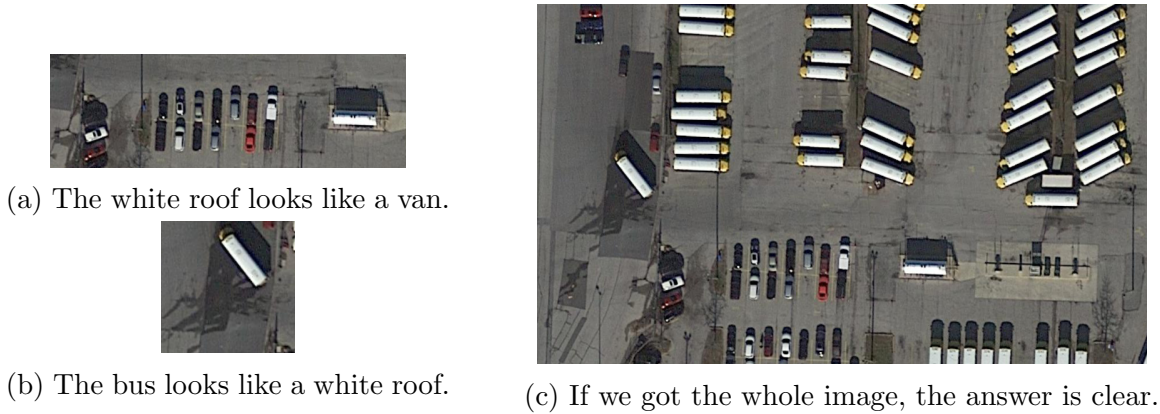 (a) The white roof looks like a van.
(b) The bus looks like a white roof.
(c) If we got the whole image, the answer is clear.